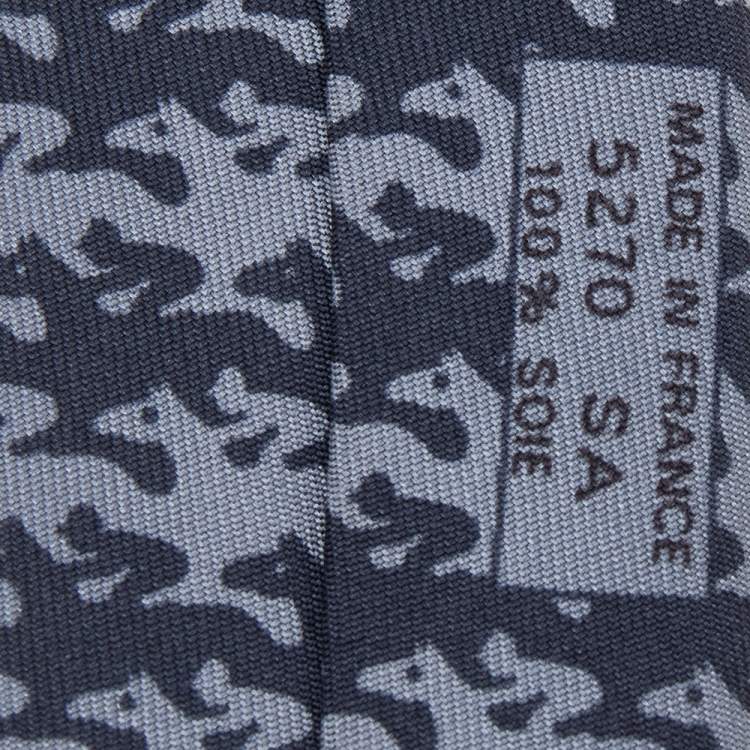 MADE IN FRANCE
5270 SA
100% SOIE